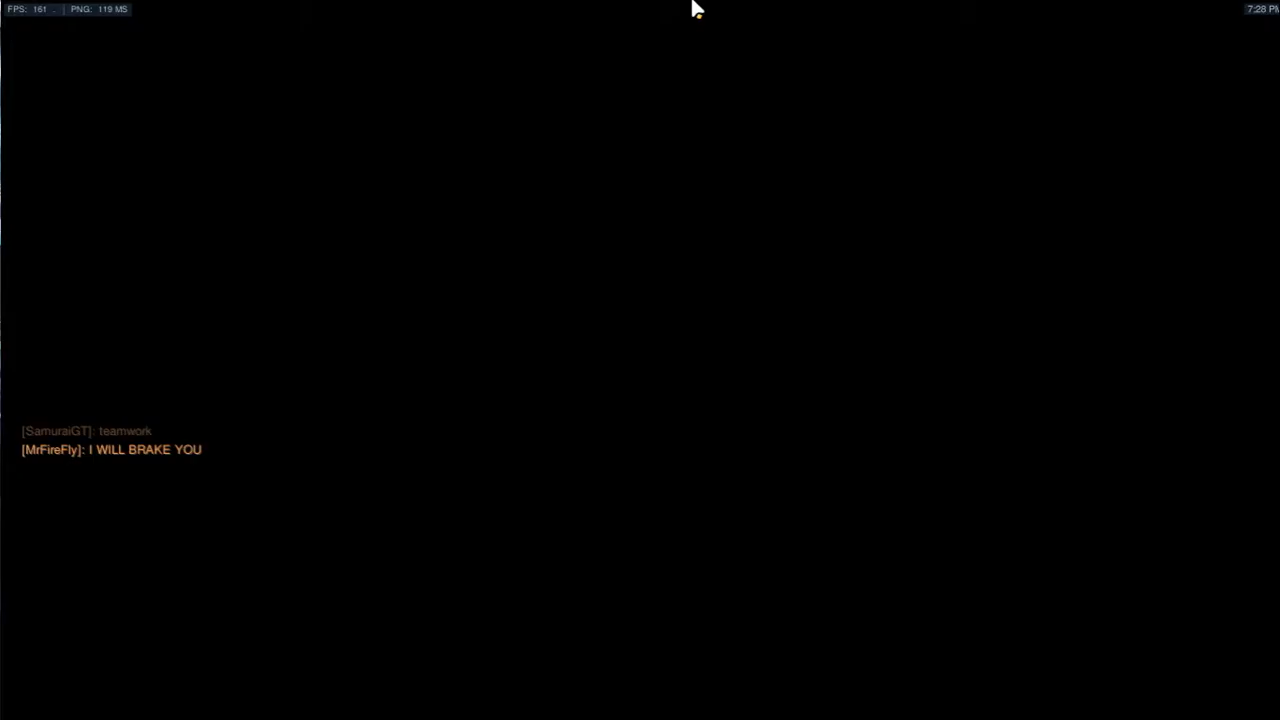 FPS: 161 PNG: 119 MS
7:28 PM
[SamuraiGT]: teamwork
[MrFireFly]: I WILL BRAKE YOU